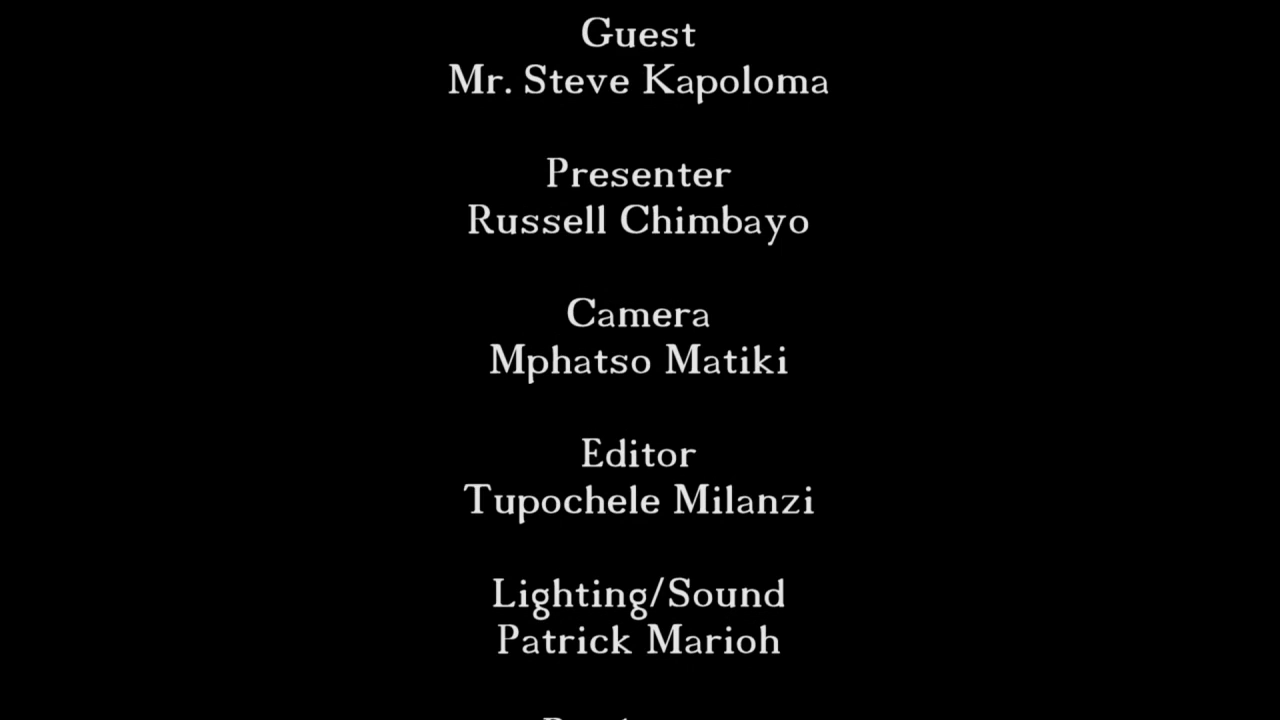 Guest
Mr. Steve Kapoloma
Presenter
Russell Chimbayo
Camera
Mphatso Matiki
Editor
Tupochele Milanzi
Lighting/Sound
Patrick Marioh